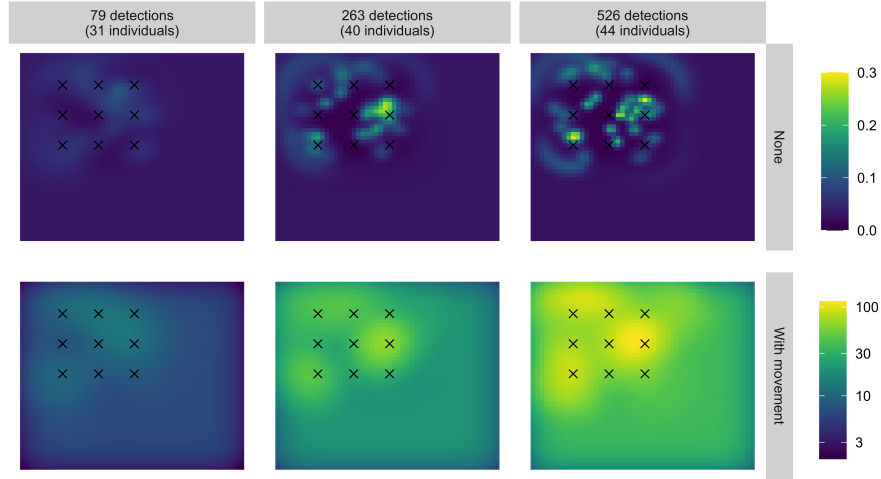 79 detections
(31 individuals)
263 detections
(40 individuals)
526 detections
(44 individuals)
None
0.3
0.2
0.1
0.0
With movement
100
30
10
3